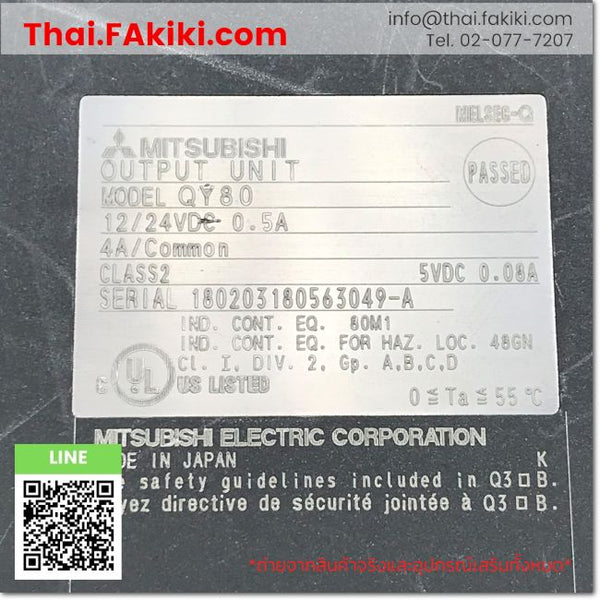 Thai.FAkiki.com
info@thai.fakiki.com
Tel. 02-077-7207
MELSEC-Q
MITSUBISHI
OUTPUT UNIT
PASSED
MODEL QY80
12/24VDC 0.5A
4A/Common
CLASS2 5VDC 0.08A
SERIAL 180203180563049-A
IND. CONT. EQ. 80M1
IND. CONT. EQ. FOR HAZ. LOC. 48GN
Cl. I, DIV. 2, Gp. A,B,C,D
C UL US LISTED
0≦Ta≦55℃
MITSUBISHI ELECTRIC CORPORATION
LINE
DE IN JAPAN K
e safety guidelines included in Q3□B.
yez directive de sécurité jointée à Q3□B.
*ถ่ายจากสินค้าจริงและอุปกรณ์เสริมทั้งหมด*